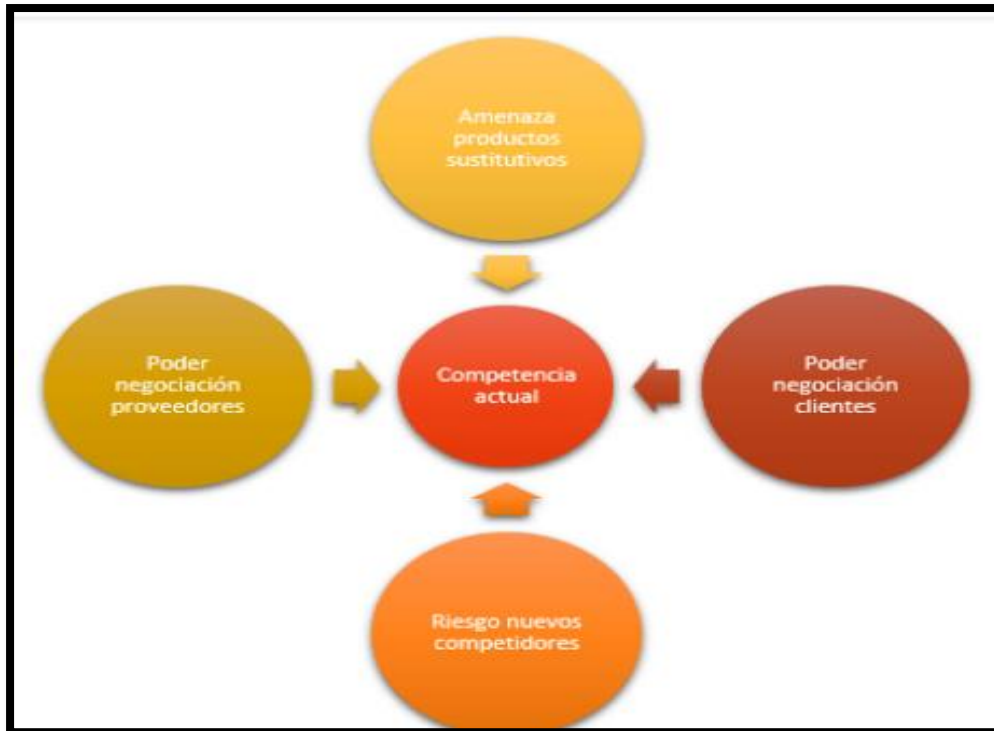 Amenaza
productos
sustitutivos
Poder
negociación
proveedores
Competencia
actual
Poder
negociación
clientes
Riesgo nuevos
competidores